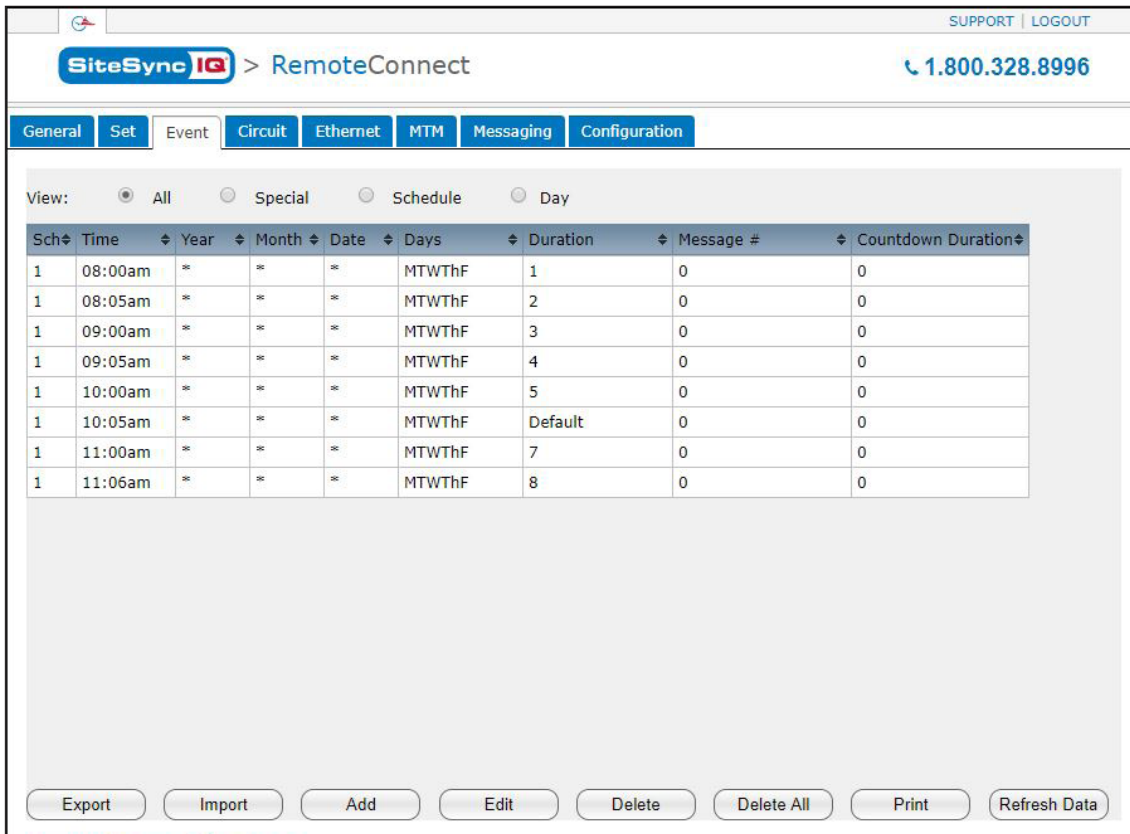 SUPPORT | LOGOUT
SiteSync IQ > RemoteConnect
1.800.328.8996
General Set Event Circuit Ethernet MTM Messaging Configuration
View: All Special Schedule Day
Sch Time Year Month Date Days Duration Message # Countdown Duration
1 08:00am * * * MTWThF 1 0 0
1 08:05am * * * MTWThF 2 0 0
1 09:00am * * * MTWThF 3 0 0
1 09:05am * * * MTWThF 4 0 0
1 10:00am * * * MTWThF 5 0 0
1 10:05am * * * MTWThF Default 0 0
1 11:00am * * * MTWThF 7 0 0
1 11:06am * * * MTWThF 8 0 0
Export Import Add Edit Delete Delete All Print Refresh Data